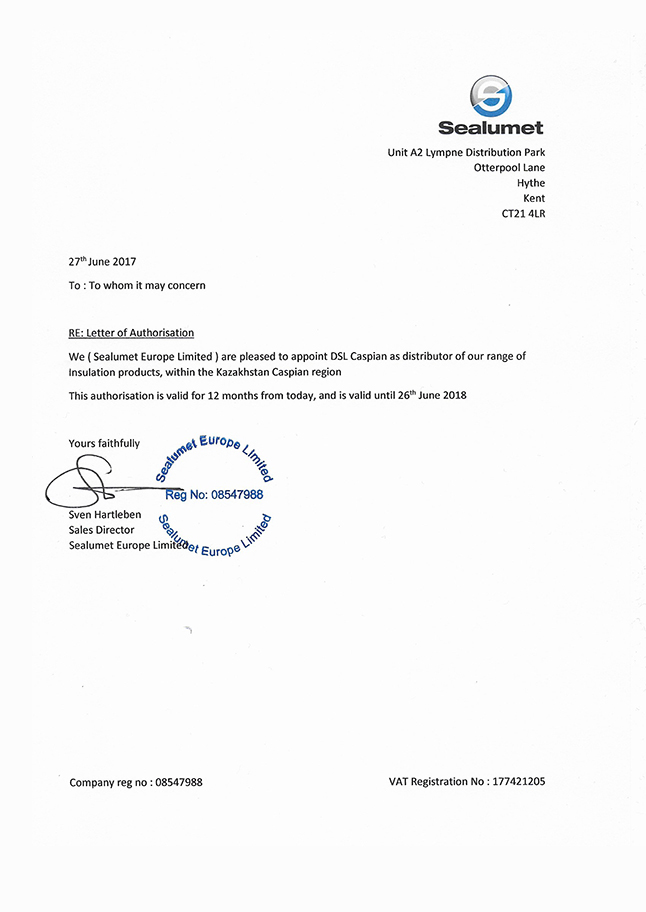 Sealumet
Unit A2 Lympne Distribution Park
Otterpool Lane
Hythe
Kent
CT21 4LR
27th June 2017
To : To whom it may concern
RE: Letter of Authorisation
We ( Sealumet Europe Limited ) are pleased to appoint DSL Caspian as distributor of our range of
Insulation products, within the Kazakhstan Caspian region
This authorisation is valid for 12 months from today, and is valid until 26th June 2018
Yours faithfully
Sealumet Europe Limited
Reg No: 08547988
Sealumet Europe Limited
Sven Hartleben
Sales Director
Sealumet Europe Limited
Company reg no : 08547988
VAT Registration No : 177421205